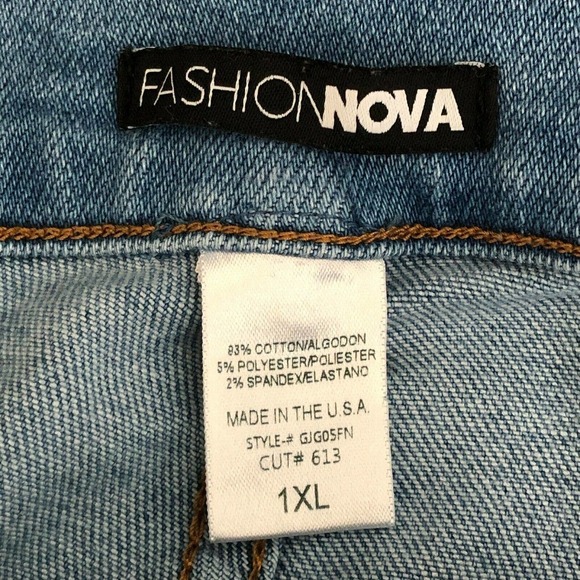 FASHIONNOVA
93% COTTON/ALGODON
5% POLYESTER/POLIESTER
2% SPANDEX/ELASTANO
MADE IN THE U.S.A.
STYLE-# GJG05FN
CUT# 613
1XL